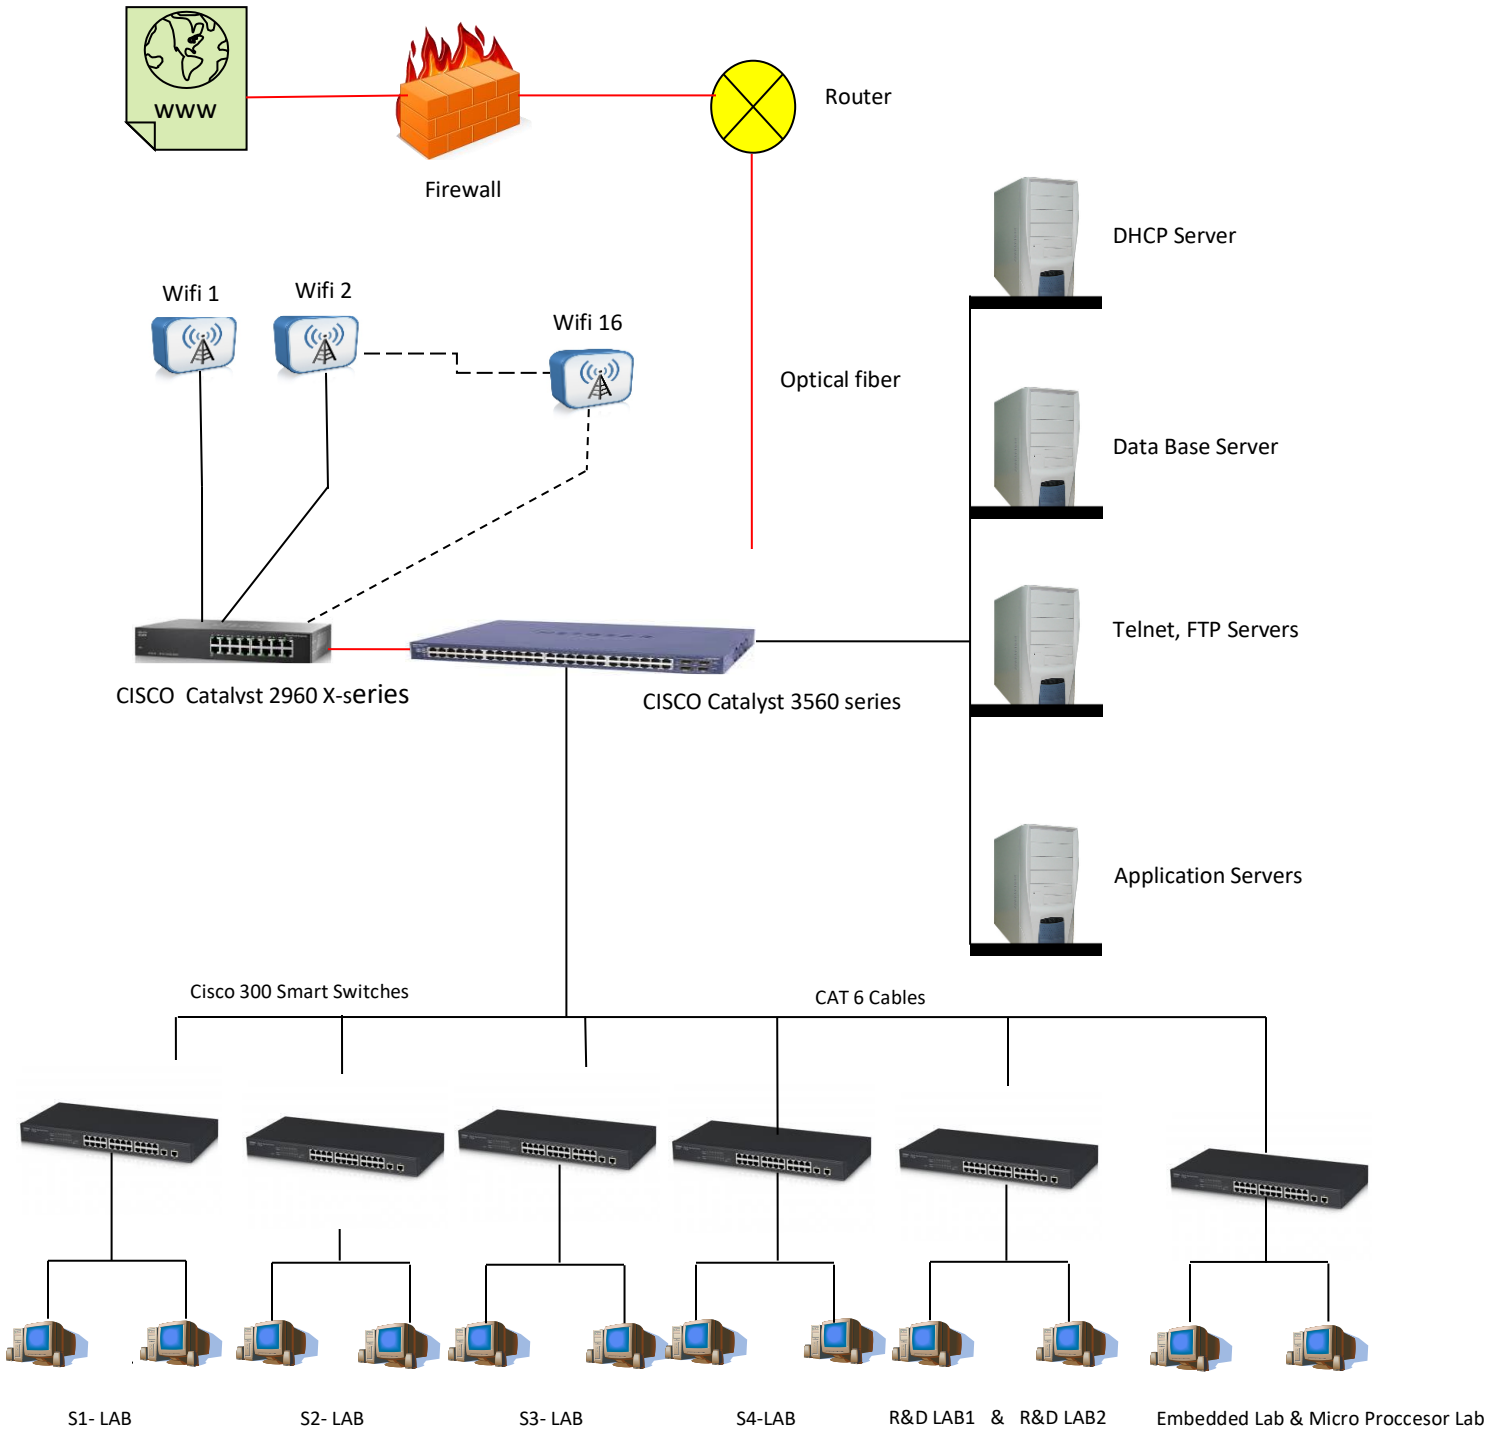 www
Router
Firewall
DHCP Server
Wifi 1
Wifi 2
Wifi 16
Optical fiber
Data Base Server
Telnet, FTP Servers
CISCO  Catalyst 2960 X-series
CISCO Catalyst 3560 series
Application Servers
Cisco 300 Smart Switches
CAT 6 Cables
S1- LAB
S2- LAB
S3- LAB
S4-LAB
R&D LAB1   &  R&D LAB2
Embedded Lab & Micro Proccesor Lab